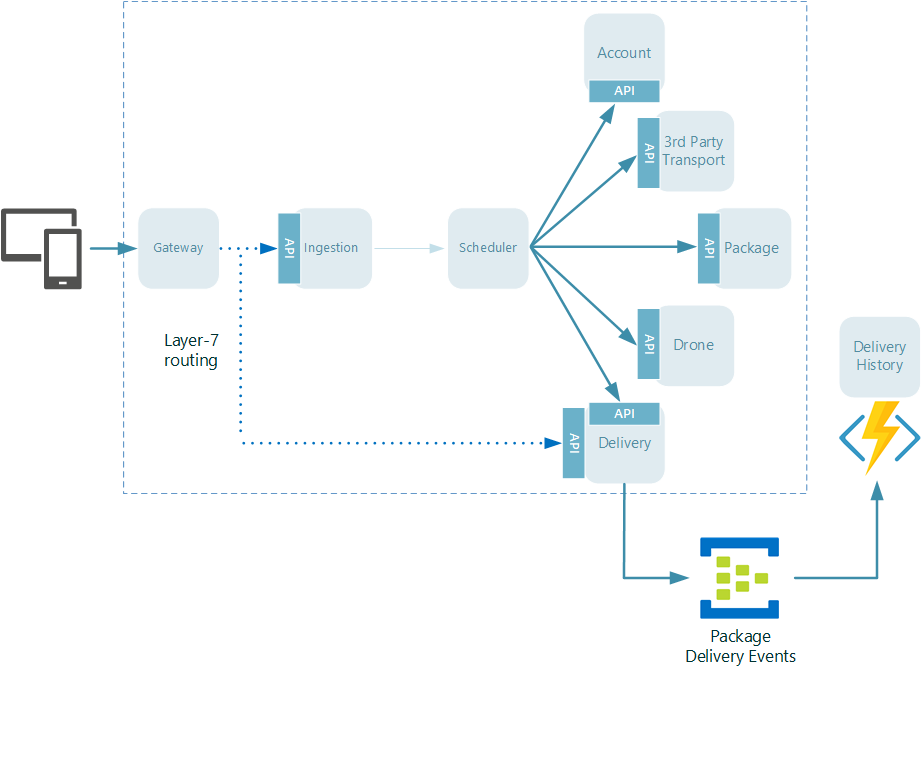 Account
API
API
3rd Party
Transport
Gateway
API
Ingestion
Scheduler
API
Package
Layer-7
routing
API
Drone
Delivery
History
API
API
Delivery
Package
Delivery Events